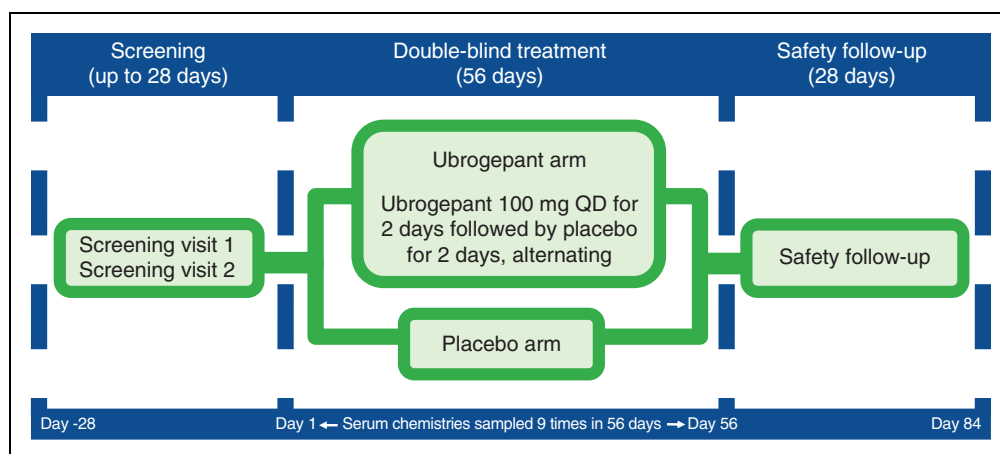 Screening
(up to 28 days)
Double-blind treatment
(56 days)
Safety follow-up
(28 days)
Screening visit 1
Screening visit 2
Ubrogepant arm
Ubrogepant 100 mg QD for
2 days followed by placebo
for 2 days, alternating
Placebo arm
Safety follow-up
Day -28
Day 1 ← Serum chemistries sampled 9 times in 56 days → Day 56
Day 84